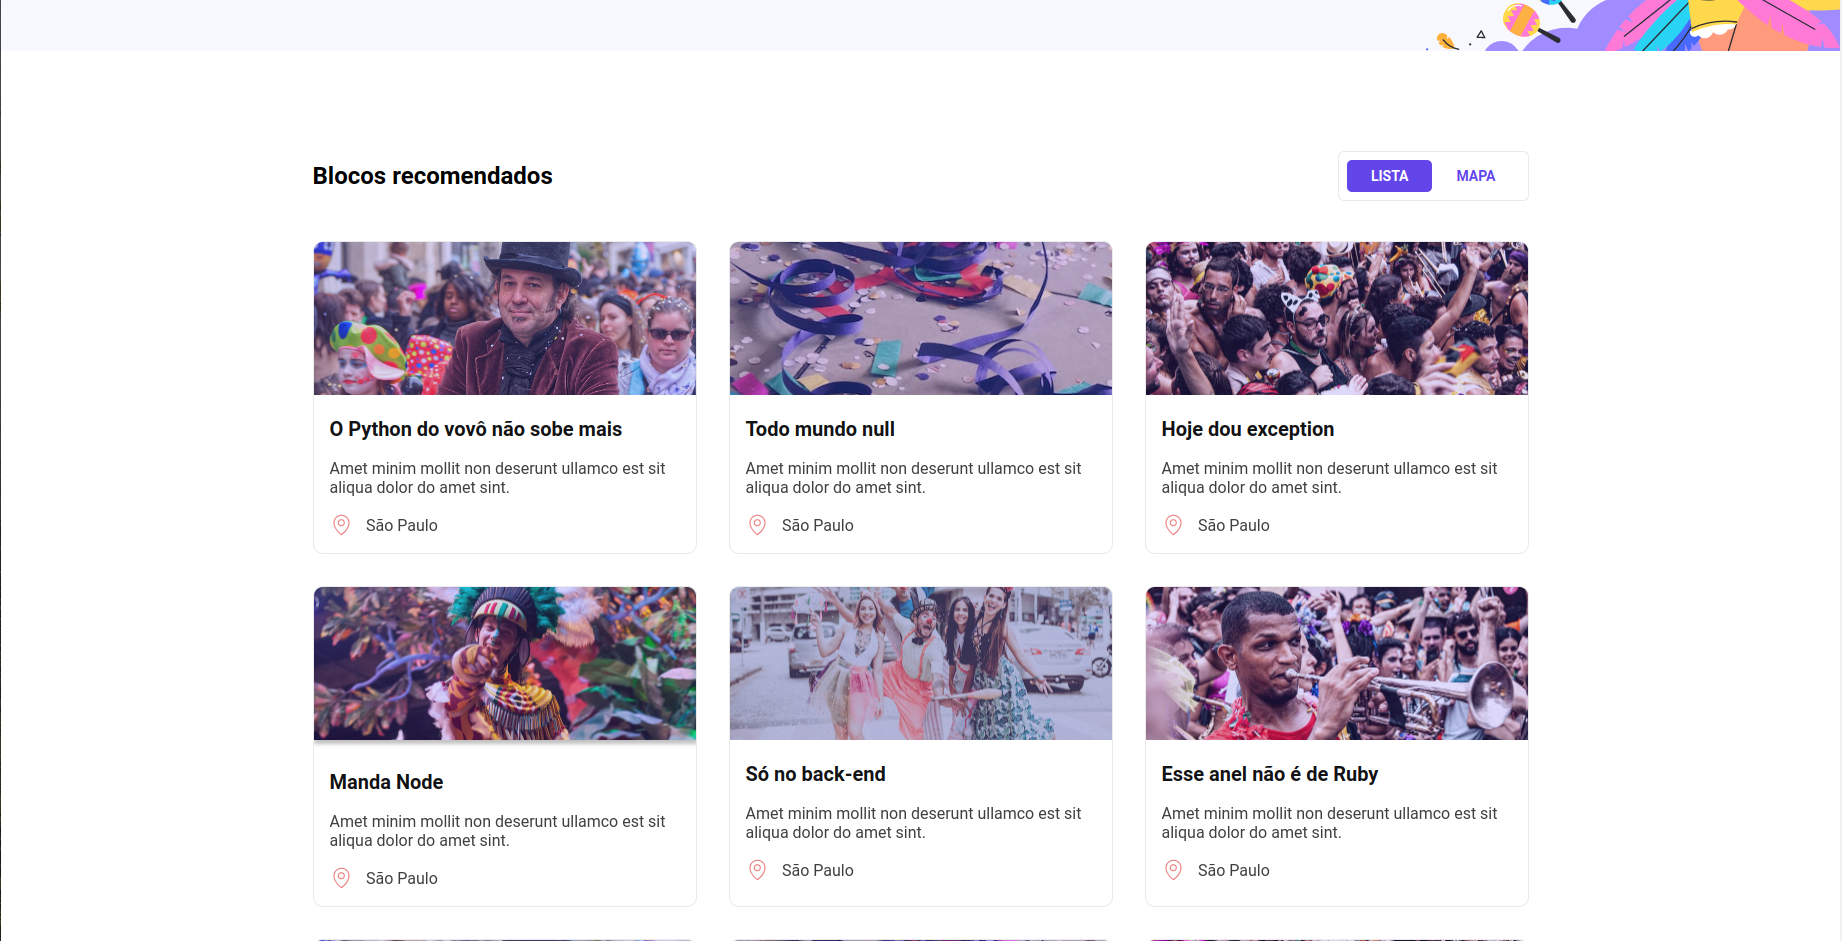 Blocos recomendados
LISTA
MAPA
O Python do vovô não sobe mais
Amet minim mollit non deserunt ullamco est sit
aliqua dolor do amet sint.
São Paulo
Todo mundo null
Amet minim mollit non deserunt ullamco est sit
aliqua dolor do amet sint.
São Paulo
Hoje dou exception
Amet minim mollit non deserunt ullamco est sit
aliqua dolor do amet sint.
São Paulo
Manda Node
Amet minim mollit non deserunt ullamco est sit
aliqua dolor do amet sint.
São Paulo
Só no back-end
Amet minim mollit non deserunt ullamco est sit
aliqua dolor do amet sint.
São Paulo
Esse anel não é de Ruby
Amet minim mollit non deserunt ullamco est sit
aliqua dolor do amet sint.
São Paulo